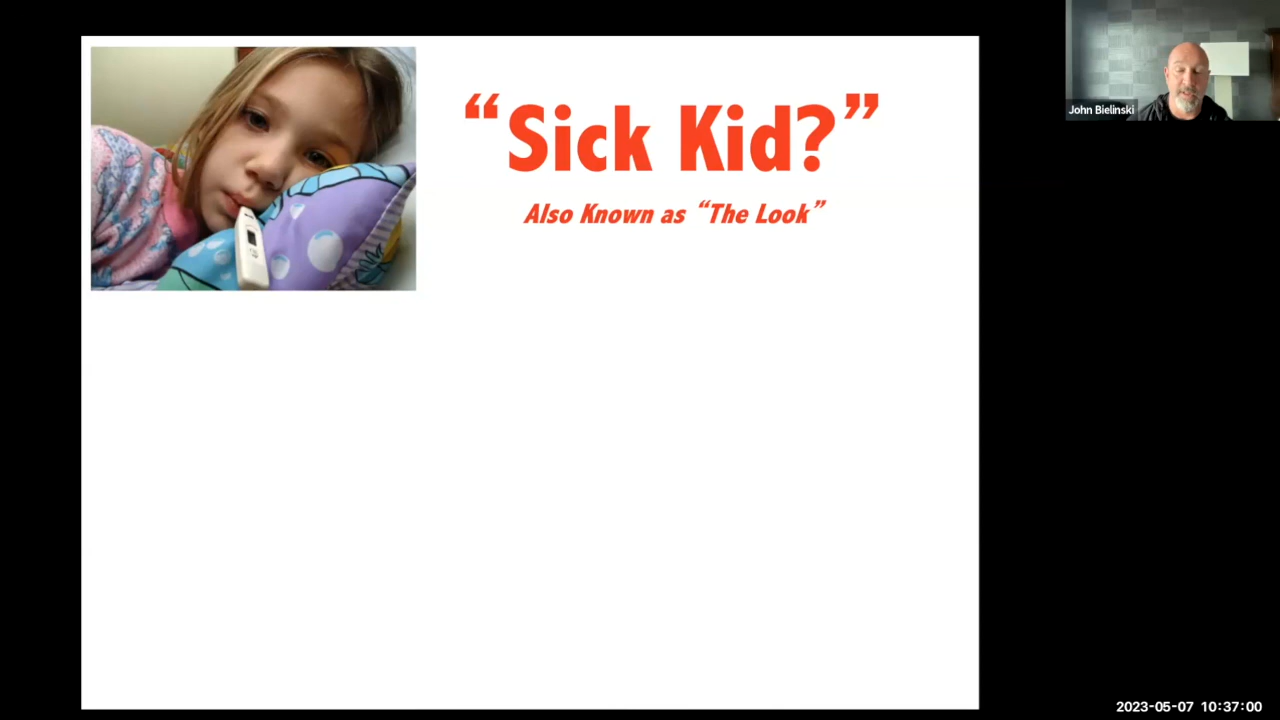 “Sick Kid?”
Also Known as “The Look”
John Bielinski
2023-05-07 10:37:00